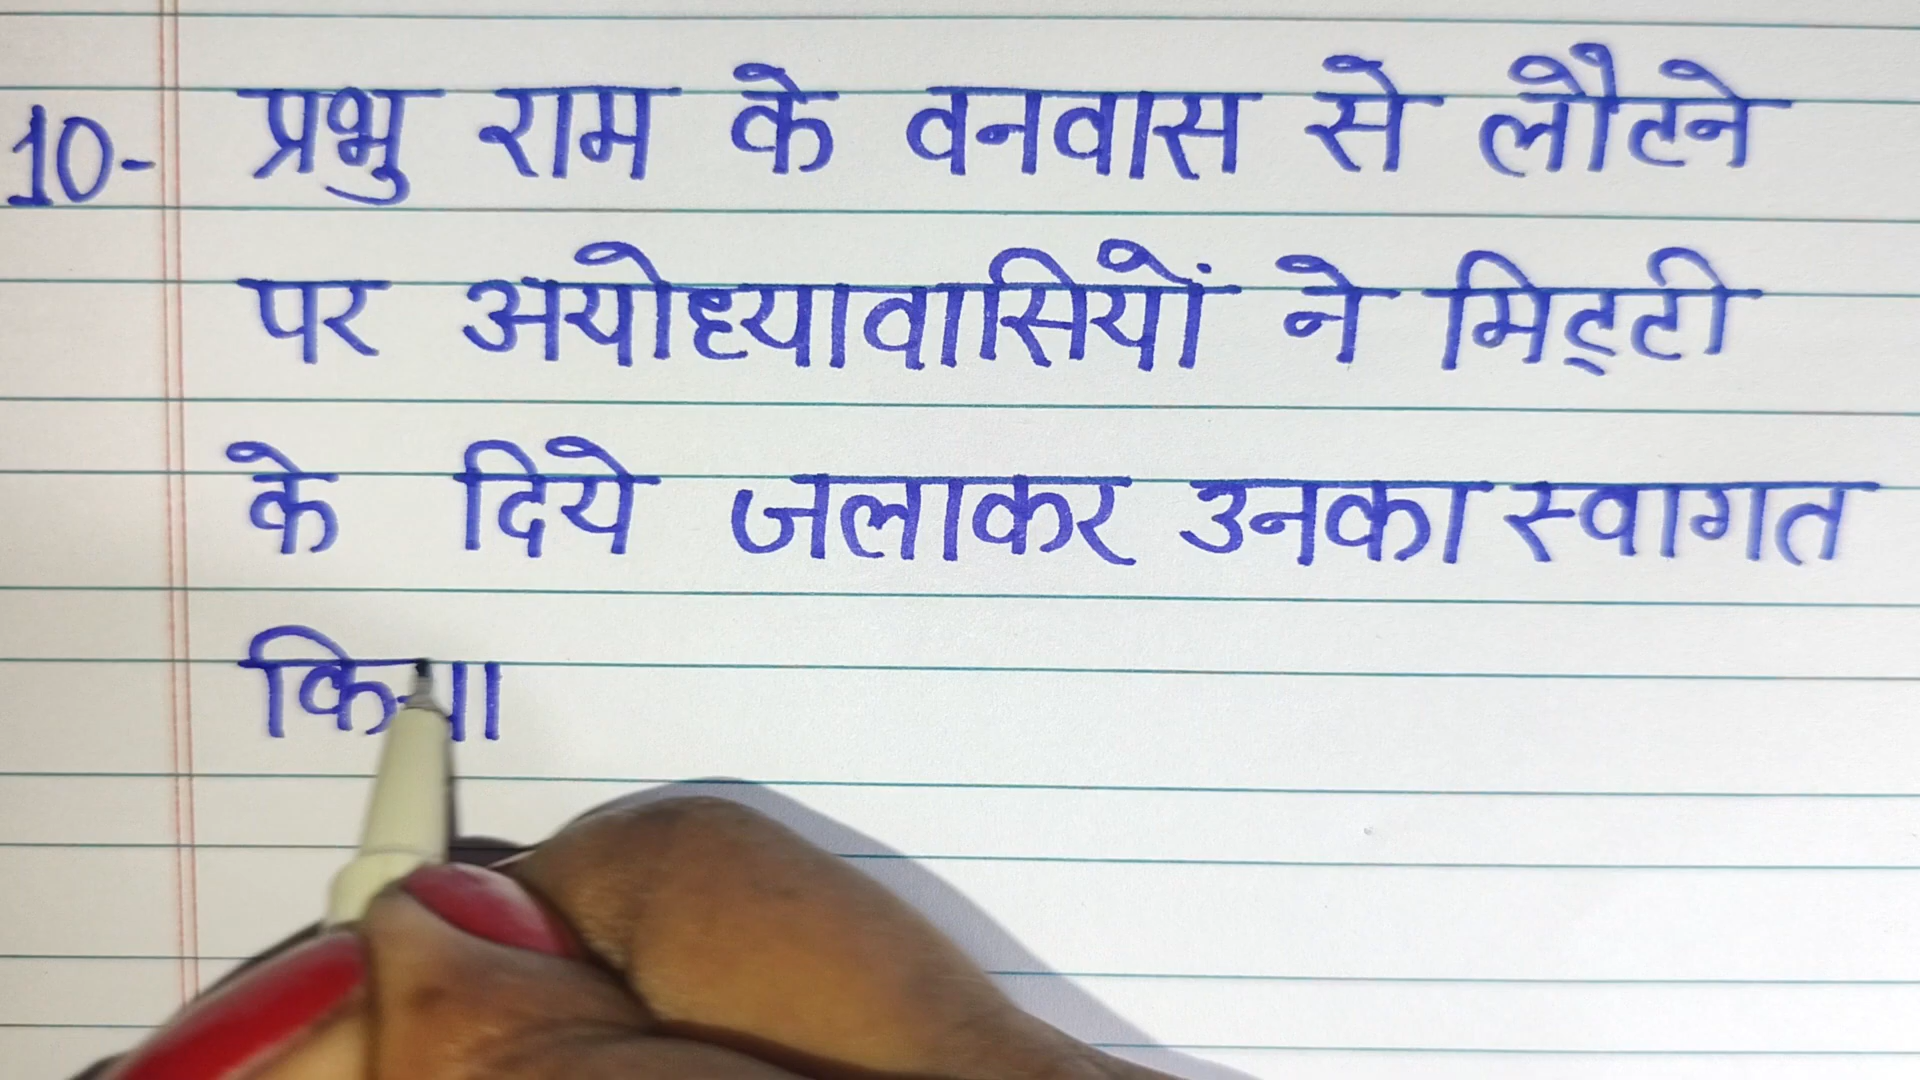 10- प्रभु राम के वनवास से लौटने
पर अयोध्यावासियों ने मिट्टी
के दिये जलाकर उनका स्वागत
किया